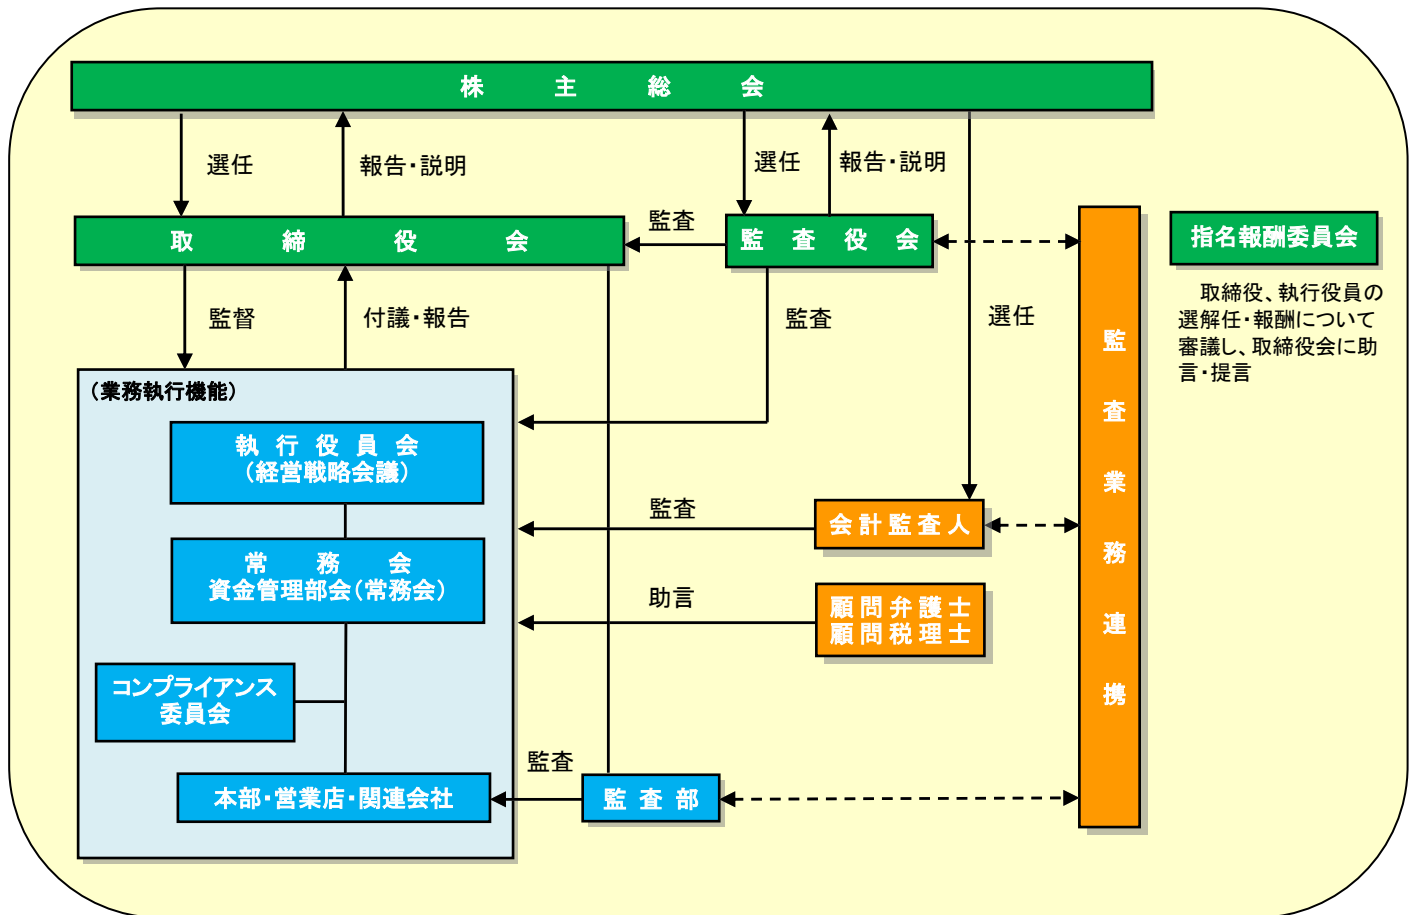 株主総会
選任
報告・説明
選任
報告・説明
取締役会
監査
監査役会
指名報酬委員会
取締役、執行役員の
選解任・報酬について
審議し、取締役会に助
言・提言
監督
付議・報告
監査
選任
監査業務連携
（業務執行機能）
執行役員会
（経営戦略会議）
監査
会計監査人
常務会
資金管理部会（常務会）
助言
顧問弁護士
顧問税理士
コンプライアンス
委員会
監査
本部・営業店・関連会社
監査部